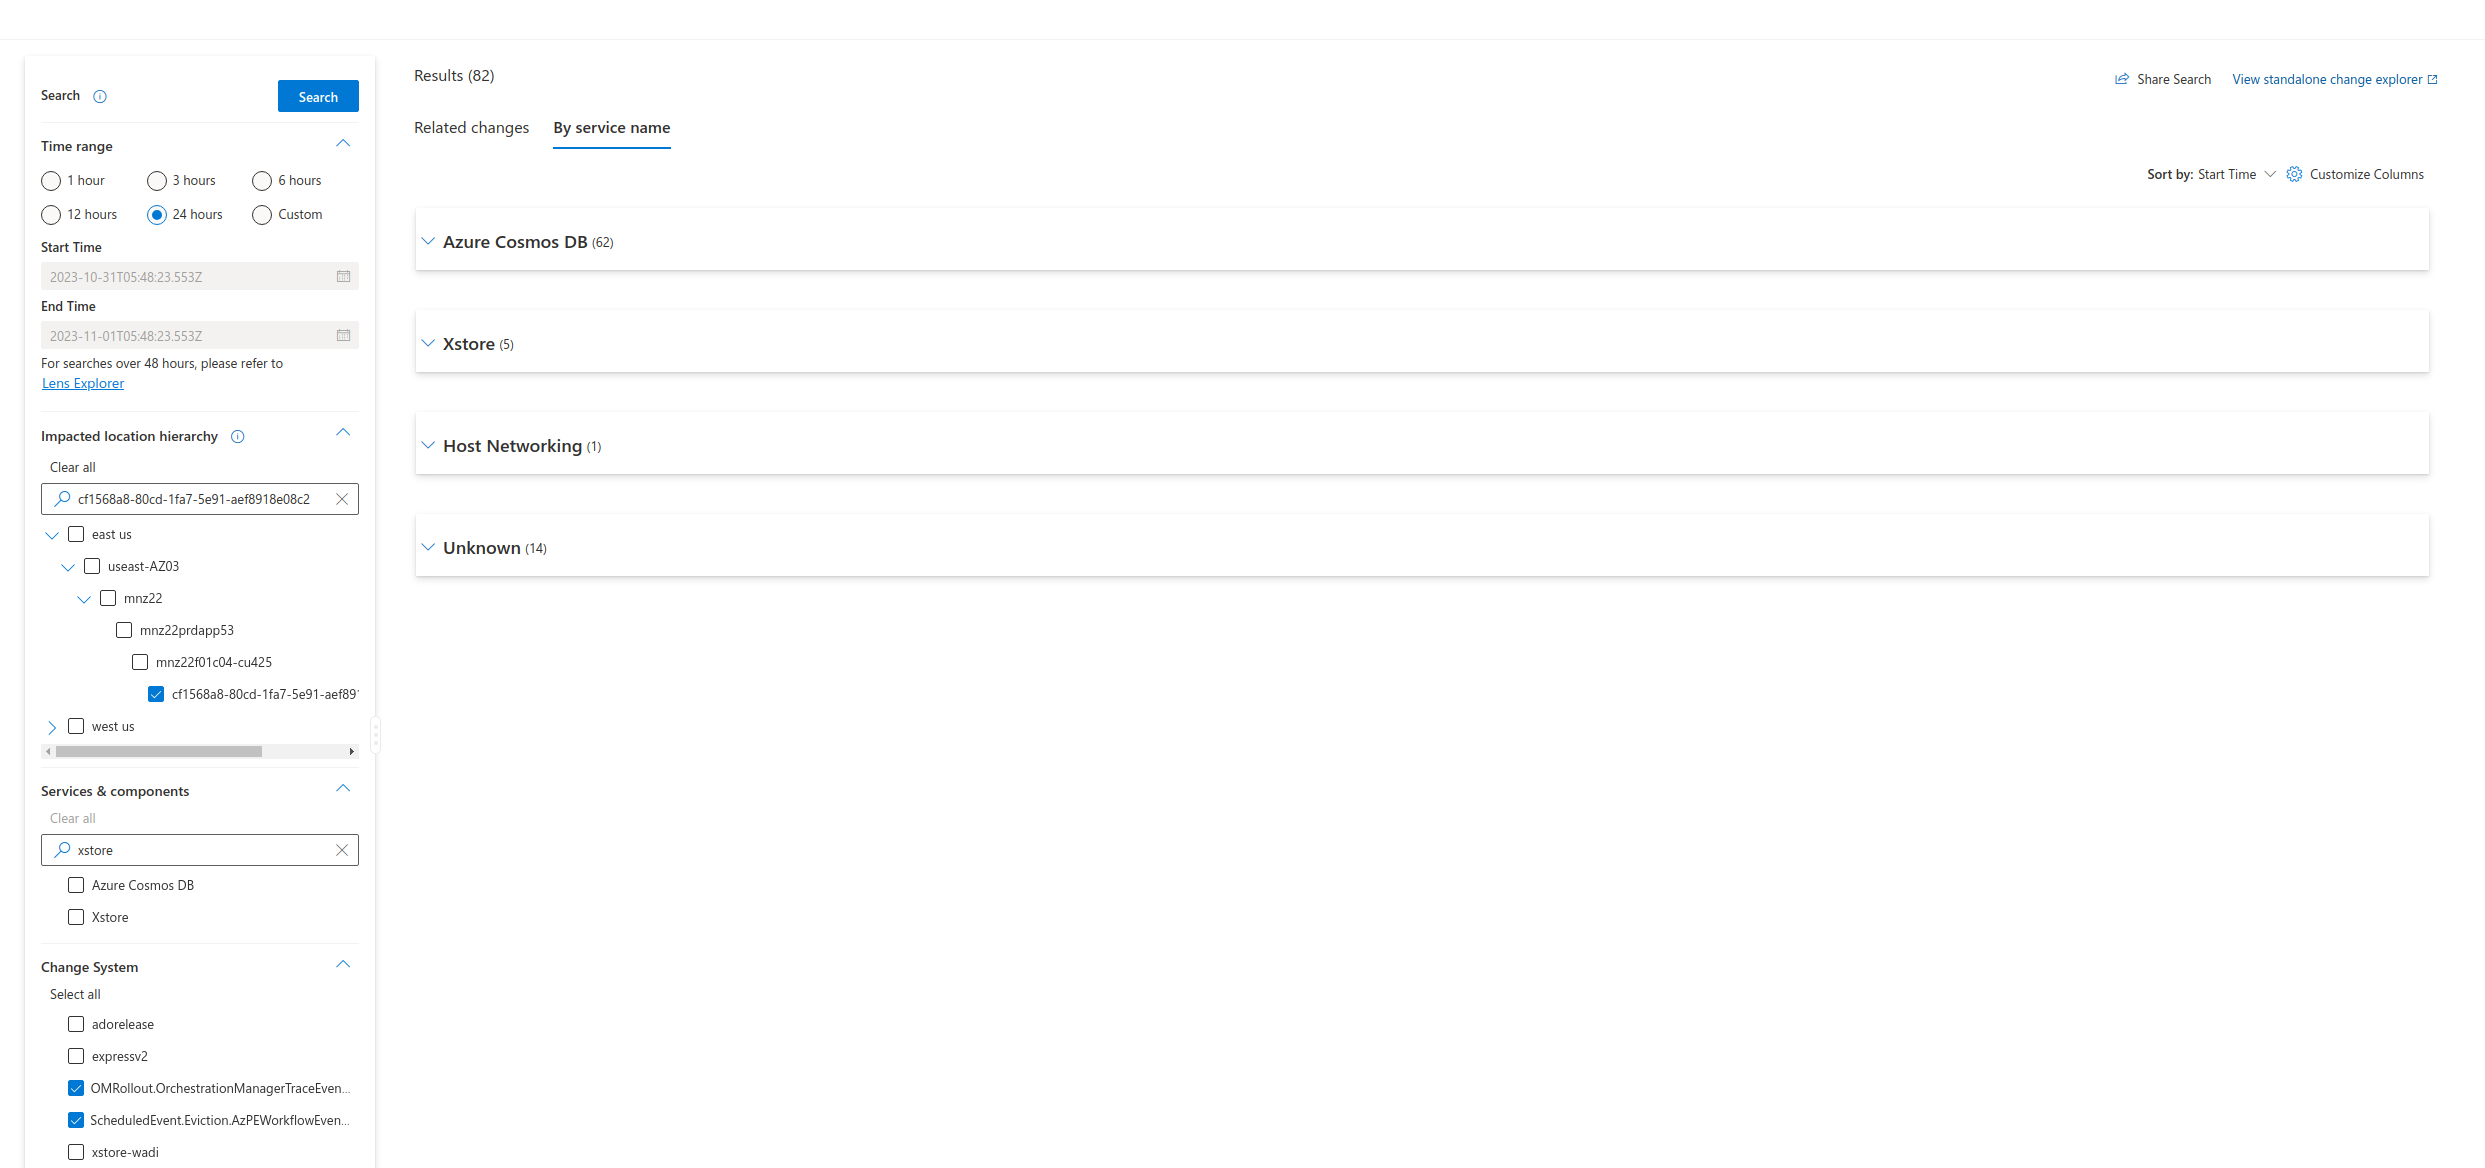 Search
Search
Time range
1 hour
3 hours
6 hours
12 hours
24 hours
Custom
Start Time
2023-10-31T05:48:23.553Z
End Time
2023-11-01T05:48:23.553Z
For searches over 48 hours, please refer to
Lens Explorer
Impacted location hierarchy
Clear all
cf1568a8-80cd-1fa7-5e91-aef8918e08c2
east us
useast-AZ03
mnz22
mnz22prdapp53
mnz22f01c04-cu425
cf1568a8-80cd-1fa7-5e91-aef891
west us
Services & components
Clear all
xstore
Azure Cosmos DB
Xstore
Change System
Select all
adorelease
expressv2
OMRollout.OrchestrationManagerTraceEven...
ScheduledEvent.Eviction.AzPEWorkflowEven...
xstore-wadi
Results (82)
Share Search
View standalone change explorer
Related changes
By service name
Sort by: Start Time
Customize Columns
Azure Cosmos DB (62)
Xstore (5)
Host Networking (1)
Unknown (14)